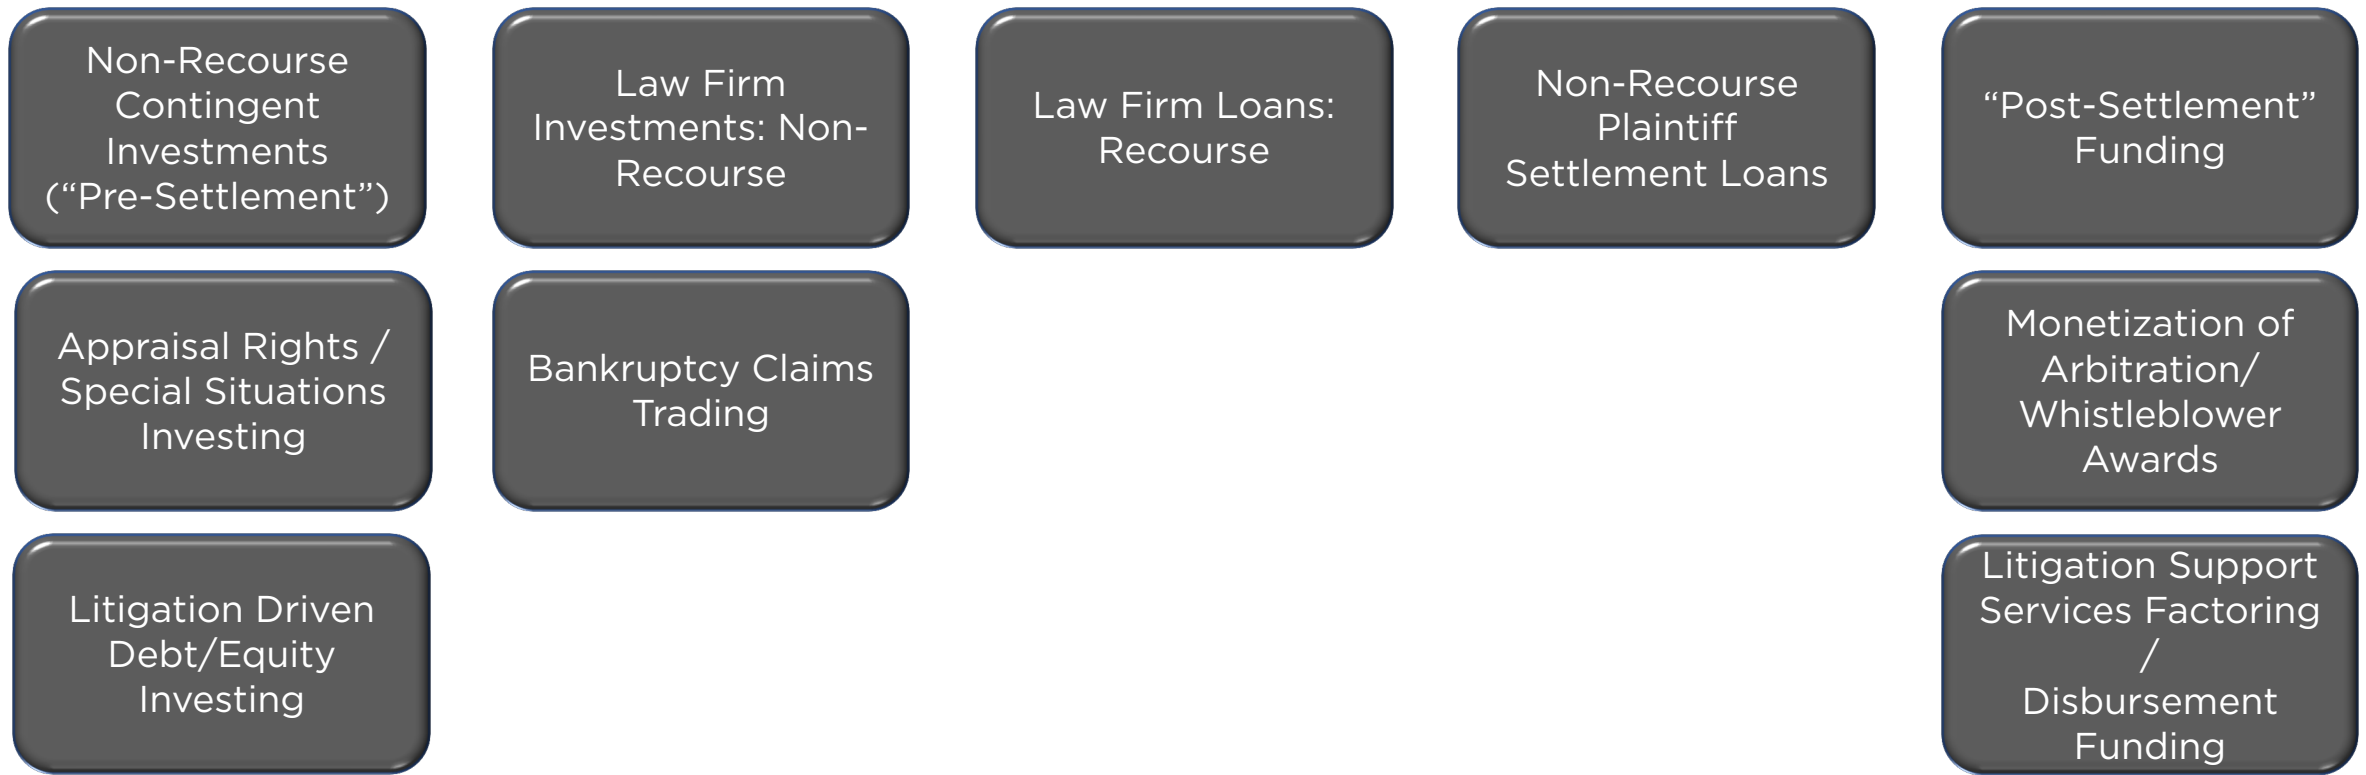 Non-Recourse
Contingent
Investments
(“Pre-Settlement”)
Law Firm
Investments: Non-
Recourse
Law Firm Loans:
Recourse
Non-Recourse
Plaintiff
Settlement Loans
“Post-Settlement”
Funding
Appraisal Rights /
Special Situations
Investing
Bankruptcy Claims
Trading
Monetization of
Arbitration/
Whistleblower
Awards
Litigation Driven
Debt/Equity
Investing
Litigation Support
Services Factoring
/
Disbursement
Funding